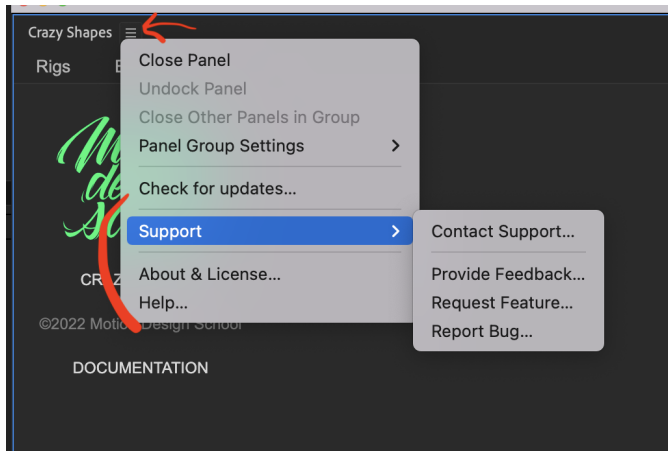 Crazy Shapes
Rigs
Close Panel
Undock Panel
Close Other Panels in Group
Panel Group Settings
Check for updates...
Support
Contact Support...
About & License...
Provide Feedback...
Help...
Request Feature...
Report Bug...
©2022 Motion Design School
DOCUMENTATION